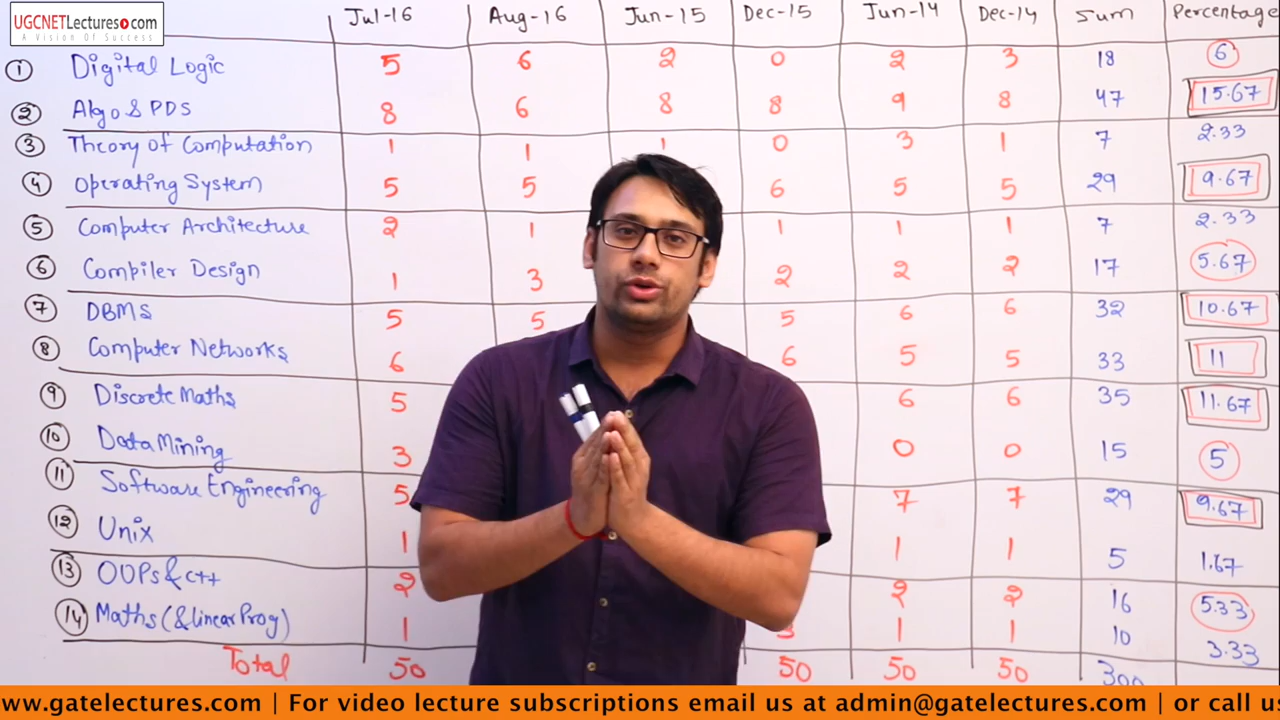 UGCNETLectures.com
A Vision Of Success
Jul-16 Aug-16 Jun-15 Dec-15 Jun-14 Dec-14 Sum Percentage
1 Digital Logic 5 6 2 0 2 3 18 6
2 Algo & PDS 8 6 8 8 9 8 47 15.67
3 Theory of Computation 1 1 1 0 3 1 7 2.33
4 Operating System 5 5 6 5 5 29 9.67
5 Computer Architecture 2 1 1 1 1 7 2.33
6 Compiler Design 1 3 2 2 2 17 5.67
7 DBMS 5 5 5 6 6 32 10.67
8 Computer Networks 6 6 5 5 33 11
9 Discrete Maths 5 6 6 35 11.67
10 Data Mining 3 0 0 15 5
11 Software Engineering 5 7 7 29 9.67
12 Unix 1 1 1 5 1.67
13 OOPs & C++ 2 2 2 16 5.33
14 Maths (& linear Prog) 1 3 1 1 10 3.33
Total 50 50 50 50 300
www.gatelectures.com | For video lecture subscriptions email us at admin@gatelectures.com | or call us